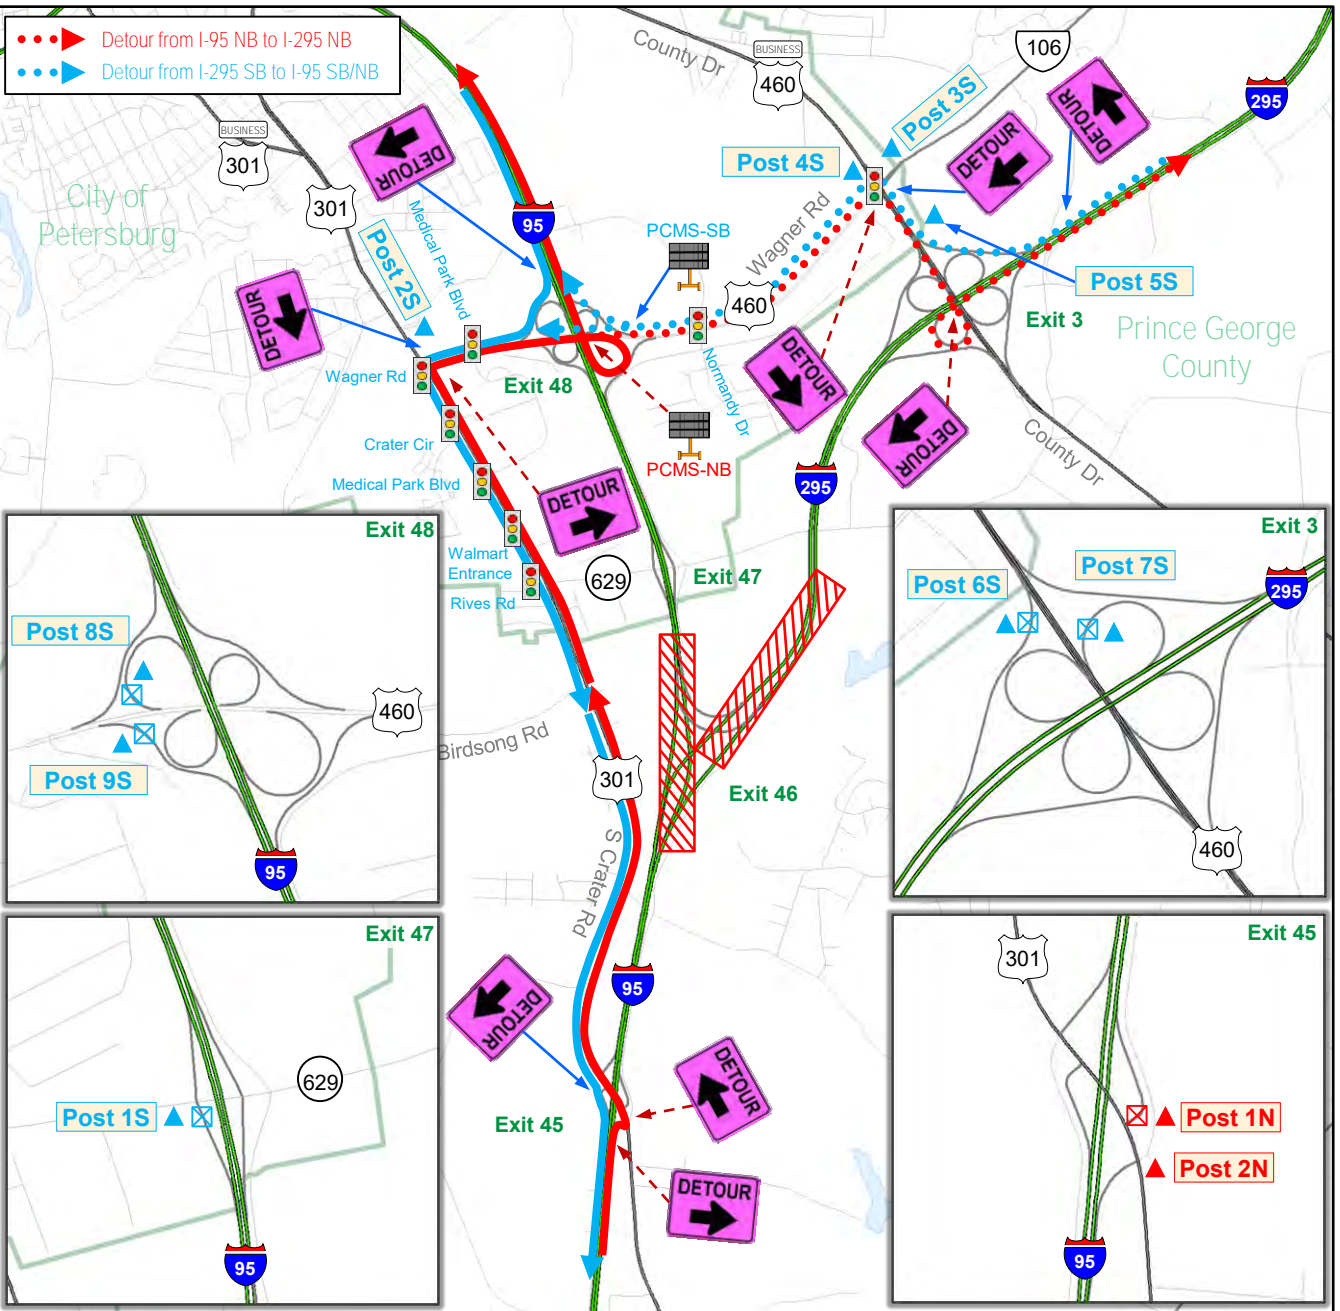 Detour from I-95 NB to I-295 NB
Detour from I-295 SB to I-95 SB/NB
County Dr
BUSINESS
460
106
295
Post 3S
Post 4S
DETOUR
DETOUR
DETOUR
BUSINESS
301
301
City of
Petersburg
95
Medical Park Blvd
Post 2S
PCMS-SB
Wagner Rd
460
Post 5S
Exit 3
Prince George
County
DETOUR
DETOUR
DETOUR
Wagner Rd
Exit 48
Normandy Dr
PCMS-NB
County Dr
Crater Cir
Medical Park Blvd
DETOUR
295
Walmart
Entrance
Rives Rd
629
Exit 47
Birdsong Rd
301
Exit 46
S Crater Rd
95
DETOUR
DETOUR
Exit 45
DETOUR
Exit 48
Post 8S
460
Post 9S
95
Exit 3
Post 7S
Post 6S
295
460
Exit 47
629
Post 1S
95
Exit 45
301
Post 1N
Post 2N
95